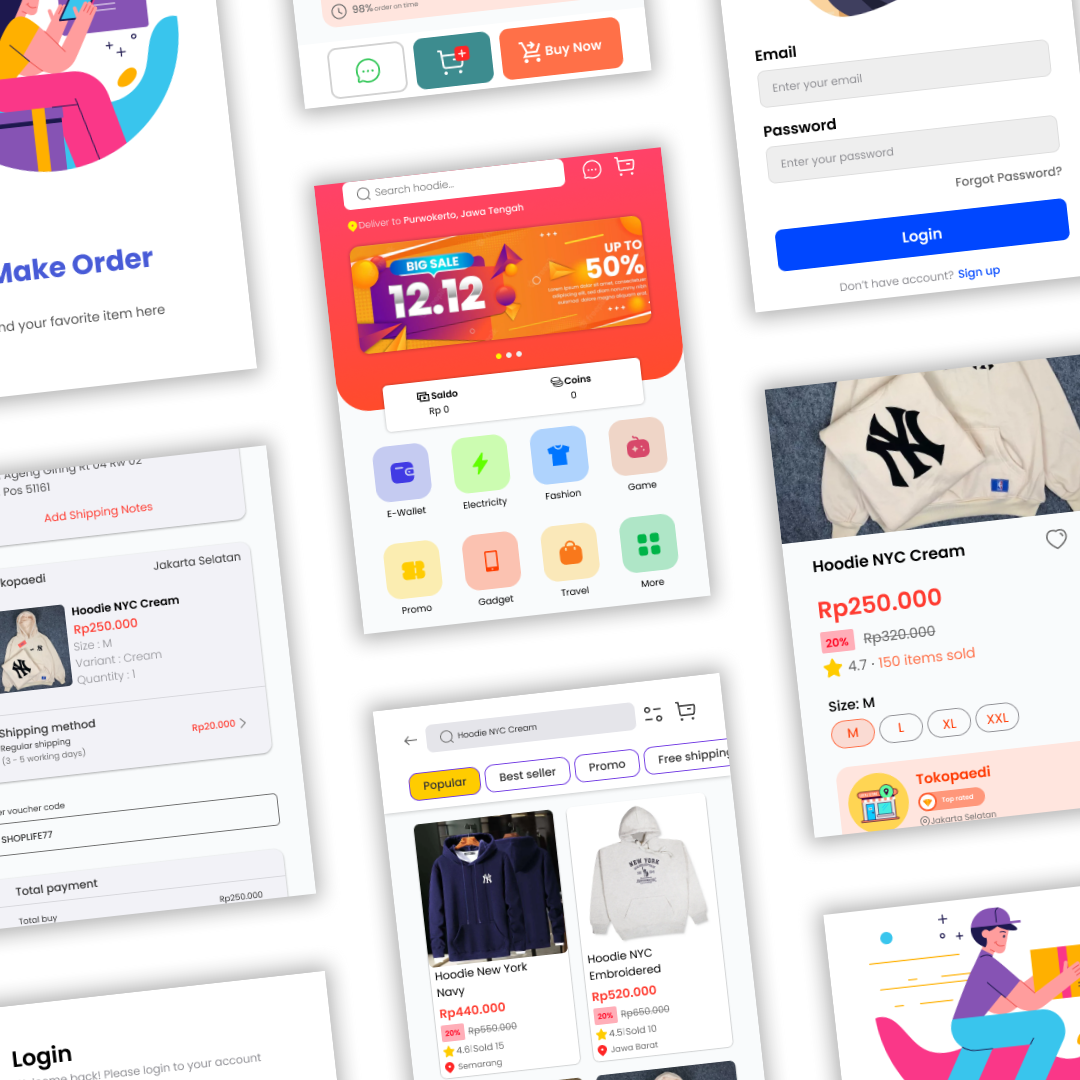 Make Order
nd your favorite item here
98% order on time
Buy Now
Email
Enter your email
Password
Enter your password
Forgot Password?
Login
Don't have account? Sign up
Search hoodie...
Deliver to Purwokerto, Jawa Tengah
BIG SALE
12.12
UP TO
50%
Saldo
Rp 0
Coins
0
E-Wallet
Electricity
Fashion
Game
Promo
Gadget
Travel
More
Ageng Giring Rt 04 Rw 02
Pos 51161
Add Shipping Notes
kopaedi
Jakarta Selatan
Hoodie NYC Cream
Rp250.000
Size : M
Variant : Cream
Quantity : 1
Shipping method
Regular shipping
(3 - 5 working days)
Rp20.000
er voucher code
SHOPLIFE77
Total payment
Total buy
Rp250.000
Hoodie NYC Cream
Rp250.000
20% Rp320.000
4.7 · 150 items sold
Size: M
M
L
XL
XXL
Tokopaedi
Top rated
Jakarta Selatan
Hoodie NYC Cream
Popular
Best seller
Promo
Free shipping
NEW YORK
Hoodie New York
Navy
Rp440.000
20% Rp550.000
4.6 Sold 15
Semarang
Hoodie NYC
Embroidered
Rp520.000
20% Rp650.000
4.5 Sold 10
Jawa Barat
Login
come back! Please login to your account